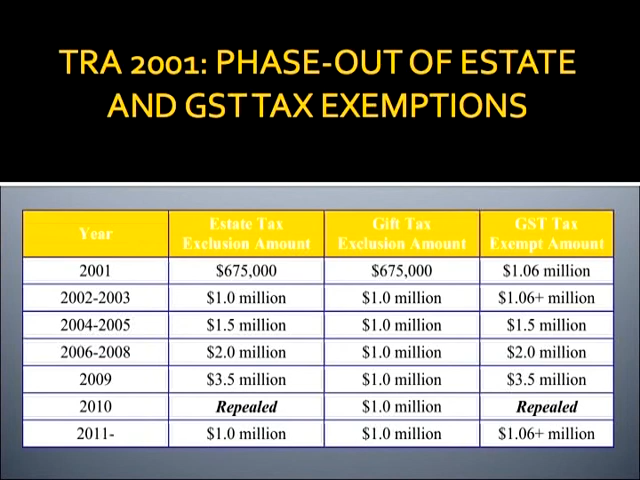 TRA 2001: PHASE-OUT OF ESTATE
AND GST TAX EXEMPTIONS
Year Estate Tax Exclusion Amount Gift Tax Exclusion Amount GST Tax Exempt Amount
2001 $675,000 $675,000 $1.06 million
2002-2003 $1.0 million $1.0 million $1.06+ million
2004-2005 $1.5 million $1.0 million $1.5 million
2006-2008 $2.0 million $1.0 million $2.0 million
2009 $3.5 million $1.0 million $3.5 million
2010 Repealed $1.0 million Repealed
2011- $1.0 million $1.0 million $1.06+ million